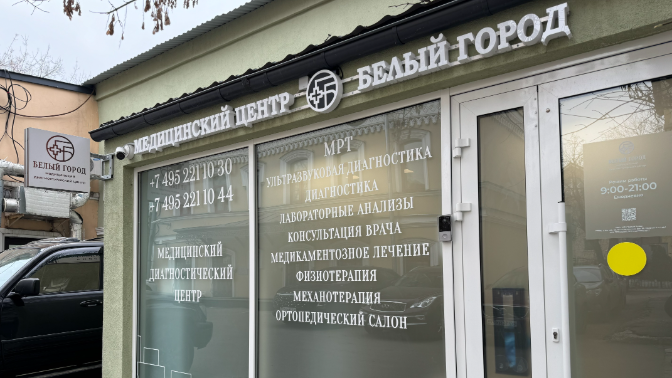 МЕДИЦИНСКИЙ ЦЕНТР БЕЛЫЙ ГОРОД
БЕЛЫЙ ГОРОД
+7 495 221 10 30
+7 495 221 10 44
МЕДИЦИНСКИЙ
ДИАГНОСТИЧЕСКИЙ
ЦЕНТР
МРТ
УЛЬТРАЗВУКОВАЯ ДИАГНОСТИКА
ДИАГНОСТИКА
ЛАБОРАТОРНЫЕ АНАЛИЗЫ
КОНСУЛЬТАЦИЯ ВРАЧА
МЕДИКАМЕНТОЗНОЕ ЛЕЧЕНИЕ
ФИЗИОТЕРАПИЯ
МЕХАНОТЕРАПИЯ
ОРТОПЕДИЧЕСКИЙ САЛОН
9:00-21:00